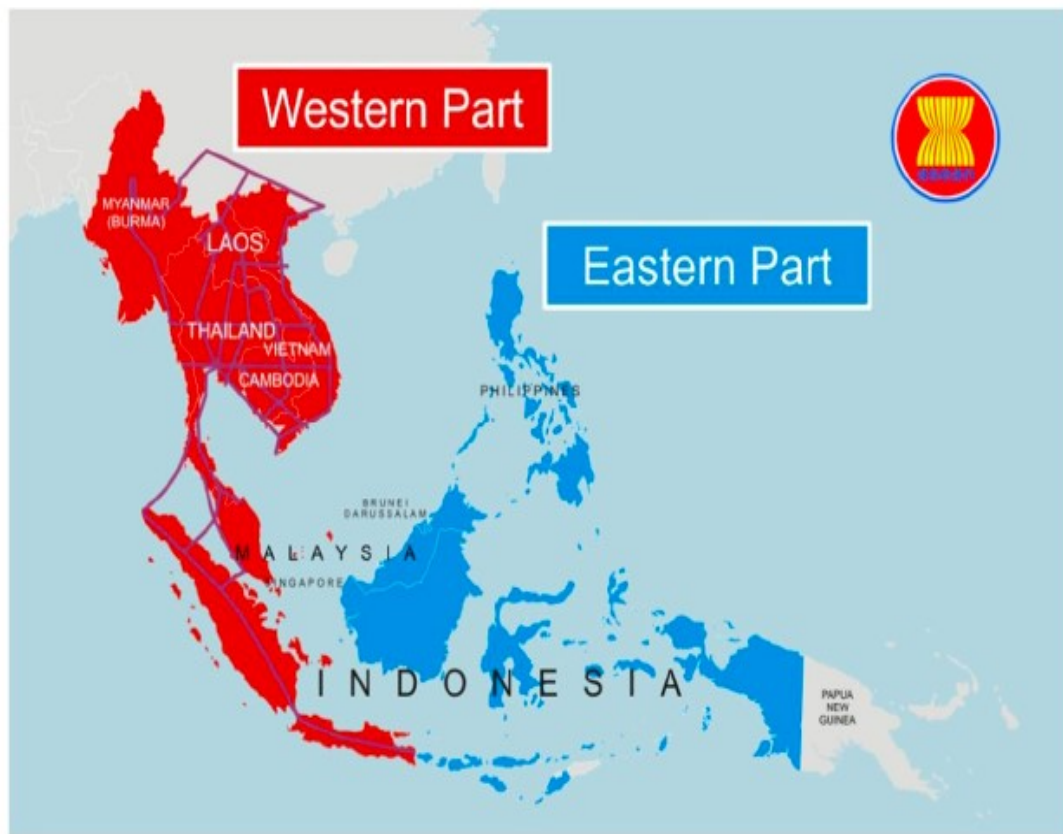 Western Part
MYANMAR
(BURMA)
LAOS
Eastern Part
THAILAND
VIETNAM
CAMBODIA
PHILIPPINES
BRUNEI
DARUSSALAM
MALAYSIA
SINGAPORE
INDONESIA
PAPUA
NEW
GUINEA